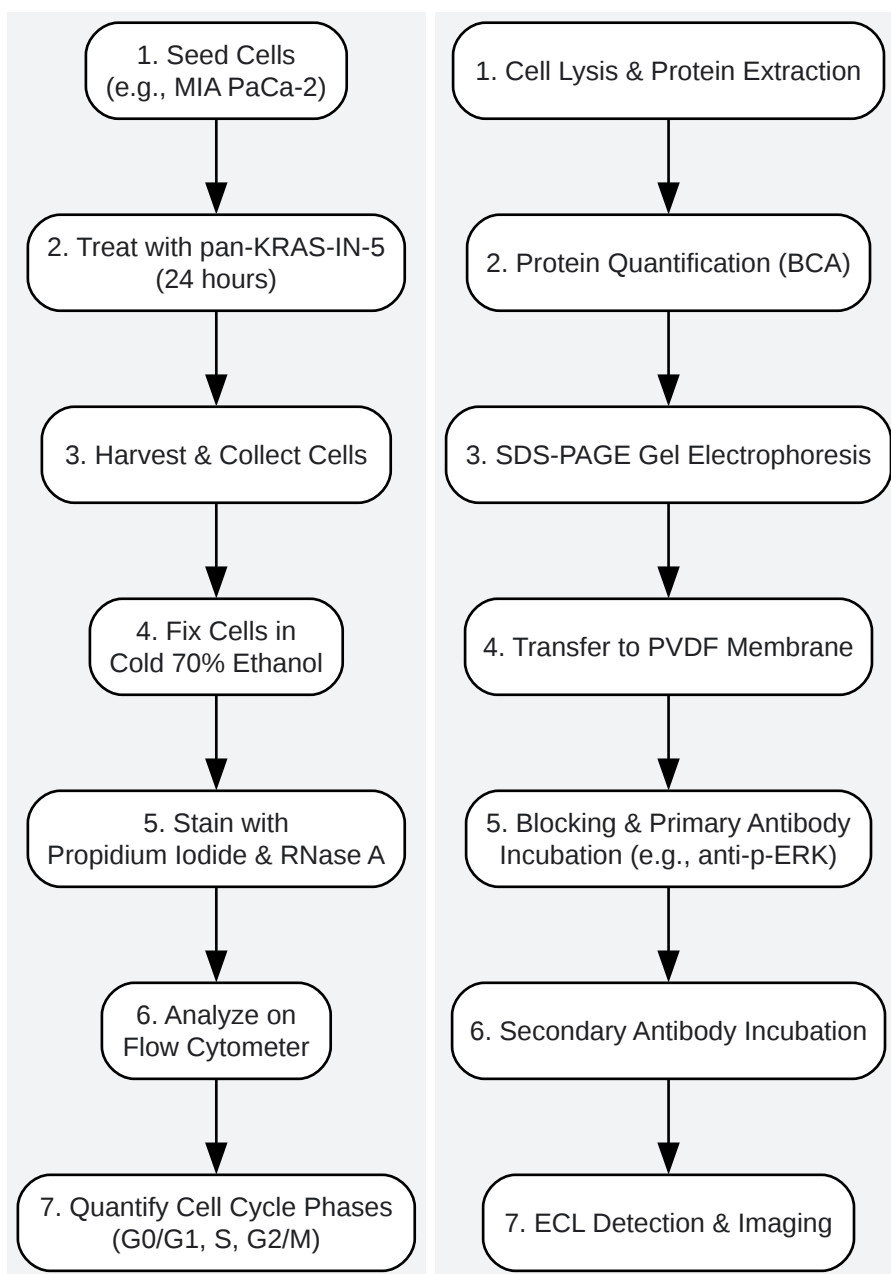 1. Seed Cells
(e.g., MIA PaCa-2)
2. Treat with pan-KRAS-IN-5
(24 hours)
3. Harvest & Collect Cells
4. Fix Cells in
Cold 70% Ethanol
5. Stain with
Propidium Iodide & RNase A
6. Analyze on
Flow Cytometer
7. Quantify Cell Cycle Phases
(G0/G1, S, G2/M)
1. Cell Lysis & Protein Extraction
2. Protein Quantification (BCA)
3. SDS-PAGE Gel Electrophoresis
4. Transfer to PVDF Membrane
5. Blocking & Primary Antibody
Incubation (e.g., anti-p-ERK)
6. Secondary Antibody Incubation
7. ECL Detection & Imaging